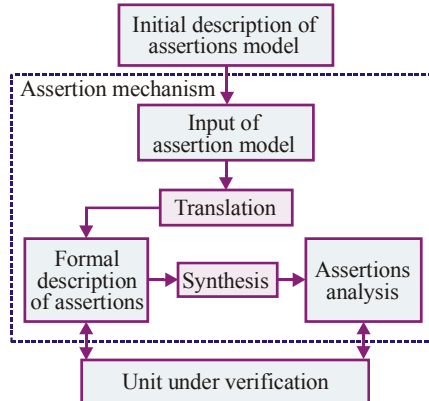 Initial description of
assertions model
Assertion mechanism
Input of
assertion model
Translation
Formal
description
of assertions
Synthesis
Assertions
analysis
Unit under verification